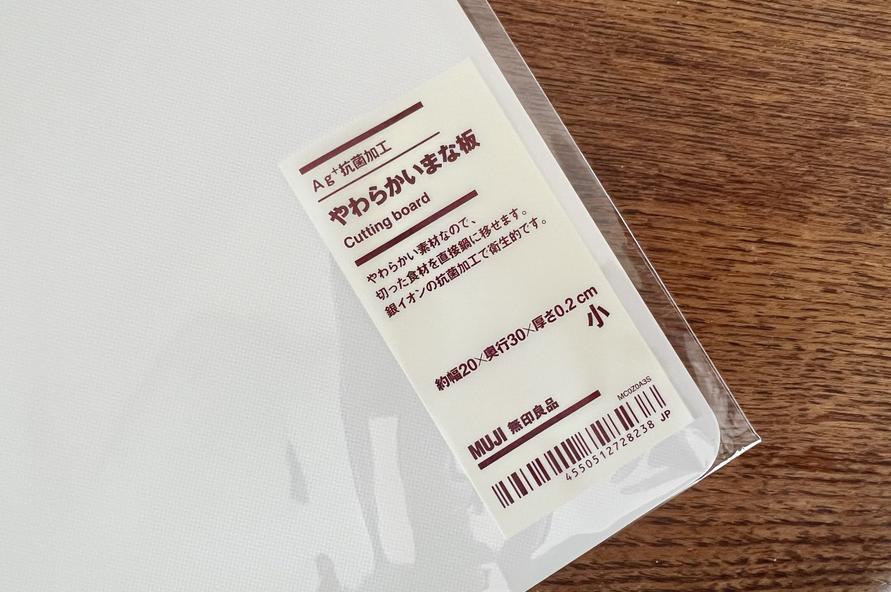 Ag⁺抗菌加工
やわらかいまな板
Cutting board
やわらかい素材なので、
切った食材を直接鍋に移せます。
銀イオンの抗菌加工で衛生的です。
約幅20×奥行30×厚さ0.2cm
小
MUJI 無印良品
MC0Z0A3S
4550512728238 JP